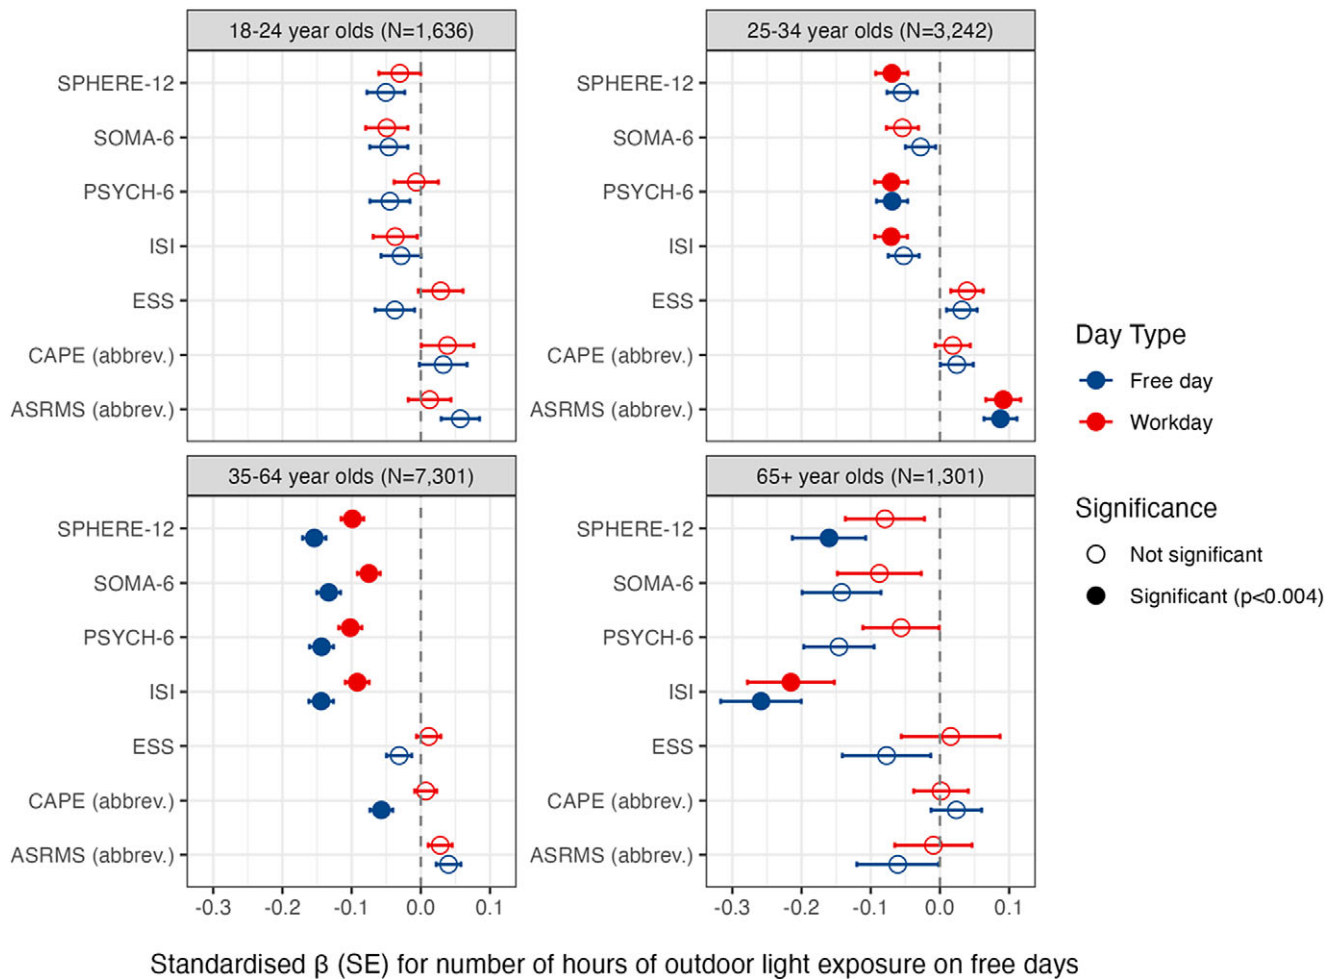 18-24 year olds (N=1,636)
25-34 year olds (N=3,242)
SPHERE-12
SOMA-6
PSYCH-6
ISI
ESS
CAPE (abbrev.)
ASRMS (abbrev.)
SPHERE-12
SOMA-6
PSYCH-6
ISI
ESS
CAPE (abbrev.)
ASRMS (abbrev.)
35-64 year olds (N=7,301)
65+ year olds (N=1,301)
SPHERE-12
SOMA-6
PSYCH-6
ISI
ESS
CAPE (abbrev.)
ASRMS (abbrev.)
-0.3 -0.2 -0.1 0.0 0.1
SPHERE-12
SOMA-6
PSYCH-6
ISI
ESS
CAPE (abbrev.)
ASRMS (abbrev.)
-0.3 -0.2 -0.1 0.0 0.1
Standardised β (SE) for number of hours of outdoor light exposure on free days
Day Type
Free day
Workday
Significance
Not significant
Significant (p<0.004)